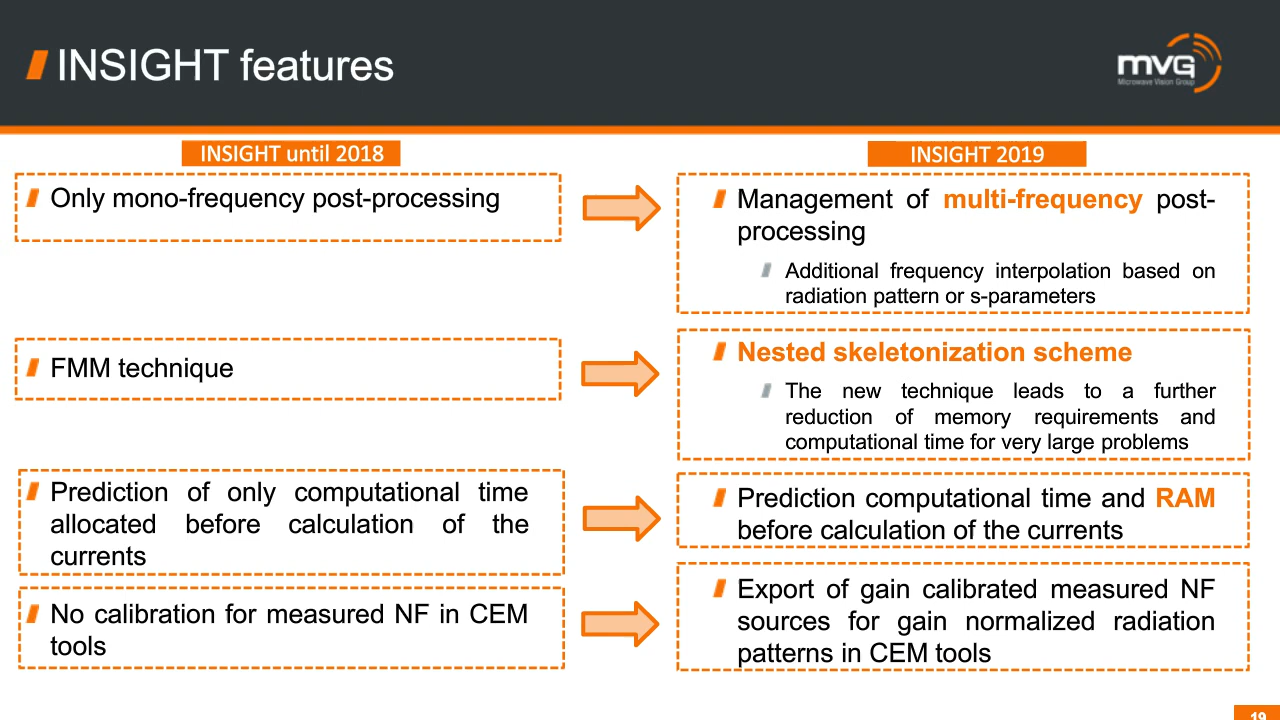 INSIGHT features
mvg
Microwave Vision Group
INSIGHT until 2018
Only mono-frequency post-processing
FMM technique
Prediction of only computational time
allocated before calculation of the
currents
No calibration for measured NF in CEM
tools
INSIGHT 2019
Management of multi-frequency post-
processing
Additional frequency interpolation based on
radiation pattern or s-parameters
Nested skeletonization scheme
The new technique leads to a further
reduction of memory requirements and
computational time for very large problems
Prediction computational time and RAM
before calculation of the currents
Export of gain calibrated measured NF
sources for gain normalized radiation
patterns in CEM tools
19